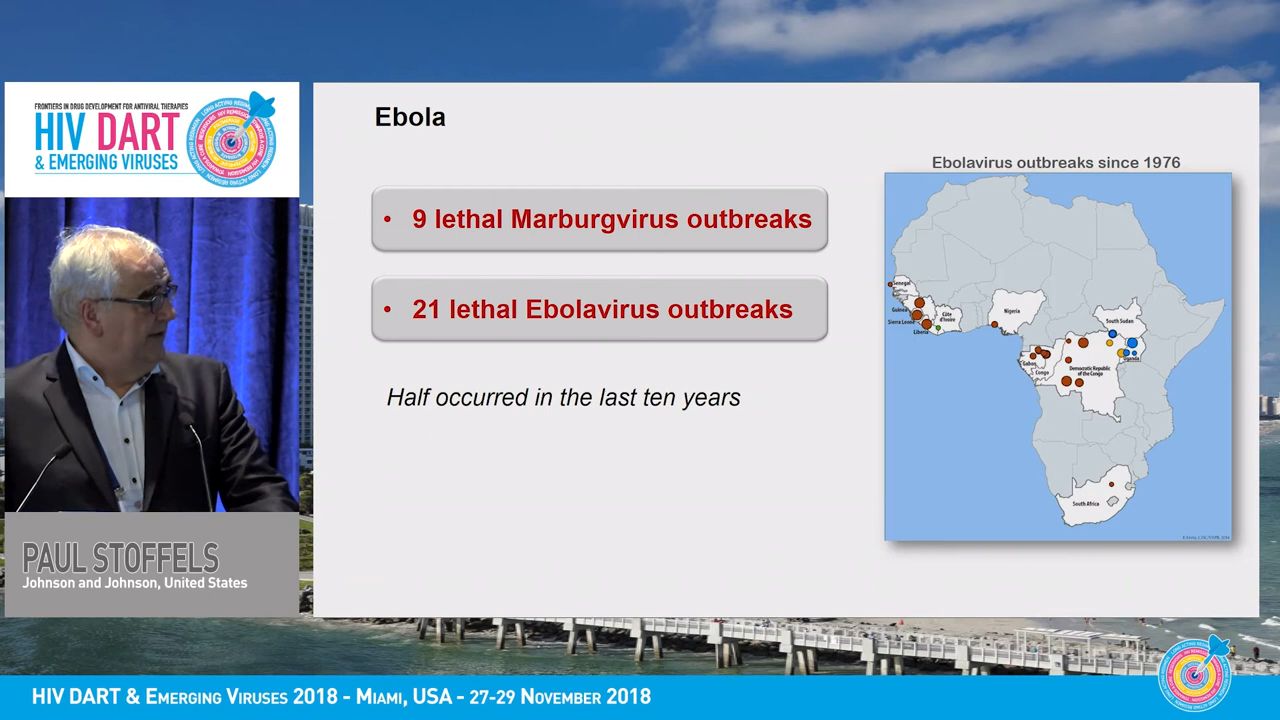 FRONTIERS IN DRUG DEVELOPMENT FOR ANTIVIRAL THERAPIES
HIV DART
& EMERGING VIRUSES
Ebola
Ebolavirus outbreaks since 1976
• 9 lethal Marburgvirus outbreaks
• 21 lethal Ebolavirus outbreaks
Half occurred in the last ten years
Senegal
Guinea
Sierra Leone
Liberia
Côte
d'Ivoire
Nigeria
South Sudan
Uganda
Gabon
Congo
Democratic Republic
of the Congo
South Africa
PAUL STOFFELS
Johnson and Johnson, United States
HIV DART & EMERGING VIRUSES 2018 - MIAMI, USA - 27-29 NOVEMBER 2018